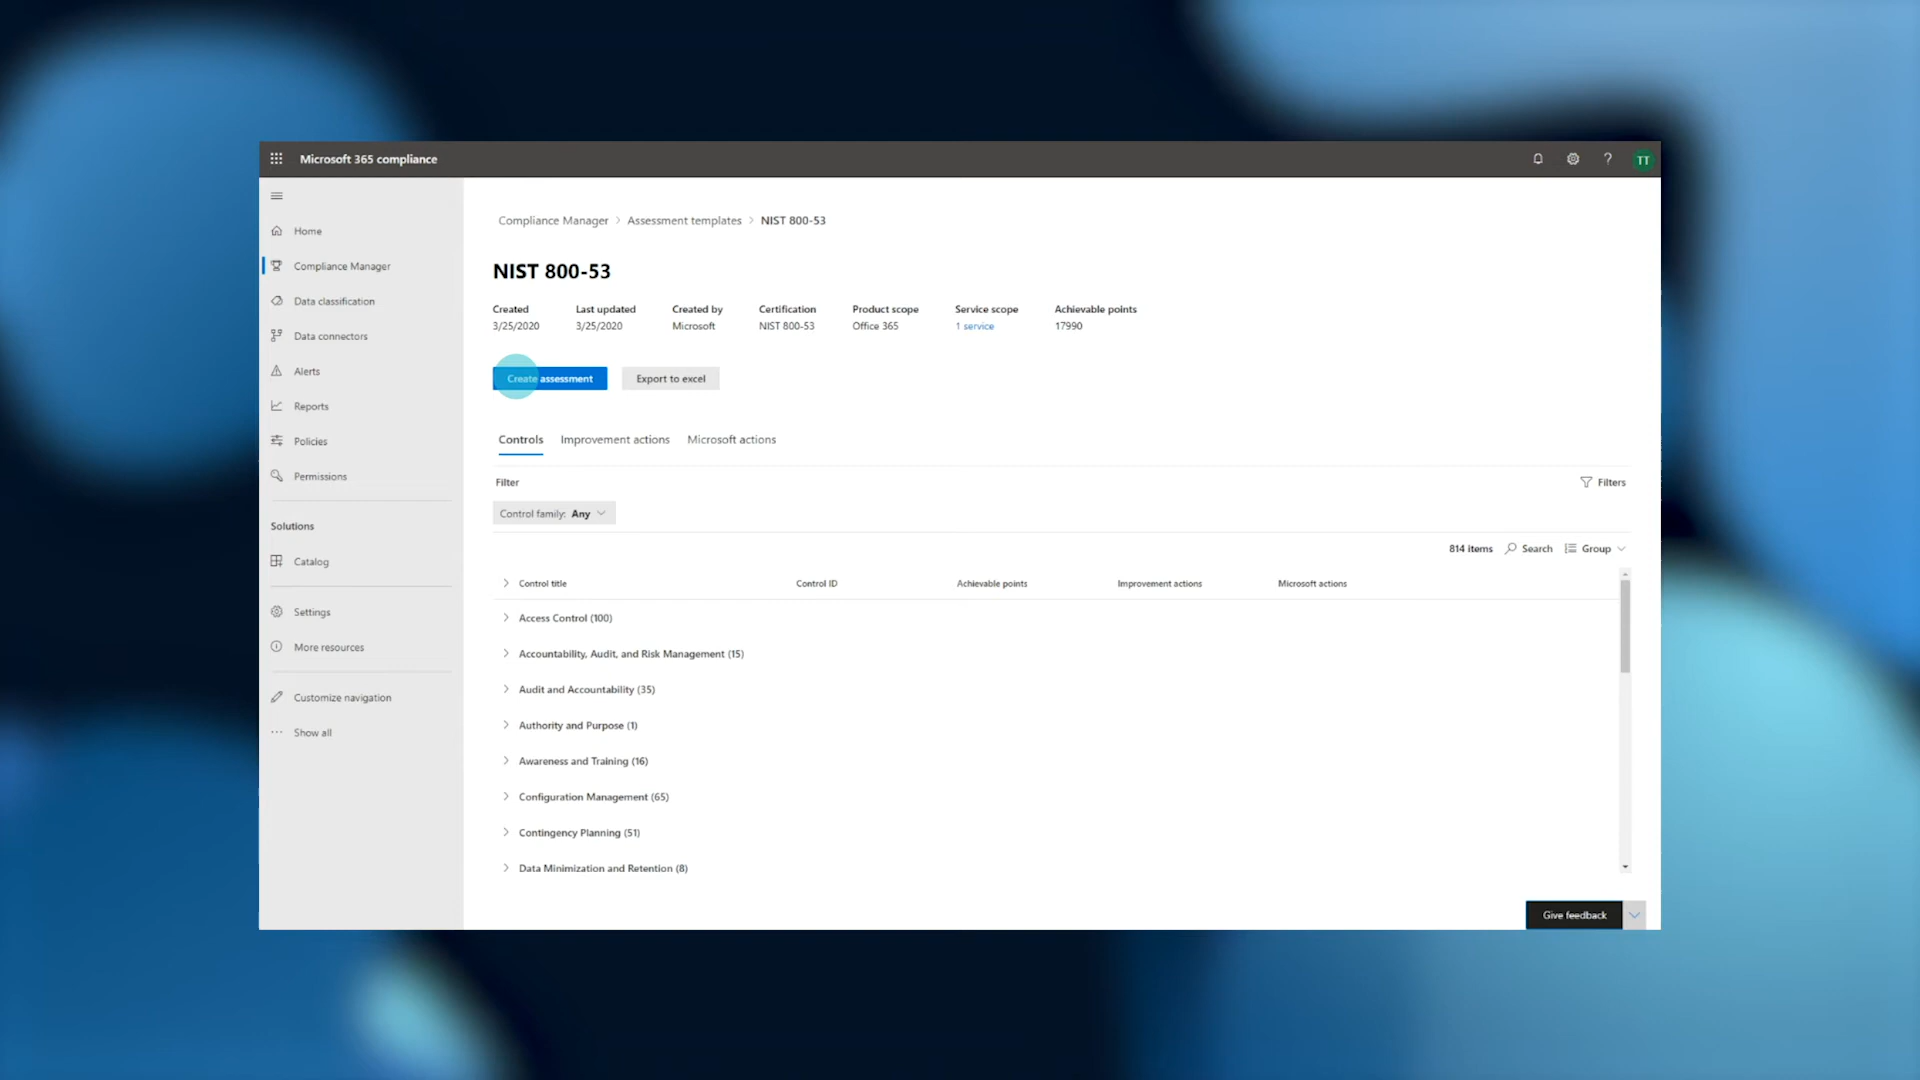 Microsoft 365 compliance
?
TT
Home
Compliance Manager
Data classification
Data connectors
Alerts
Reports
Policies
Permissions
Solutions
Catalog
Settings
More resources
Customize navigation
Show all
Compliance Manager > Assessment templates > NIST 800-53
NIST 800-53
Created Last updated Created by Certification Product scope Service scope Achievable points
3/25/2020 3/25/2020 Microsoft NIST 800-53 Office 365 1 service 17990
Create assessment Export to excel
Controls Improvement actions Microsoft actions
Filter Filters
Control family: Any
814 items Search Group
Control title Control ID Achievable points Improvement actions Microsoft actions
Access Control (100)
Accountability, Audit, and Risk Management (15)
Audit and Accountability (35)
Authority and Purpose (1)
Awareness and Training (16)
Configuration Management (65)
Contingency Planning (51)
Data Minimization and Retention (8)
Give feedback